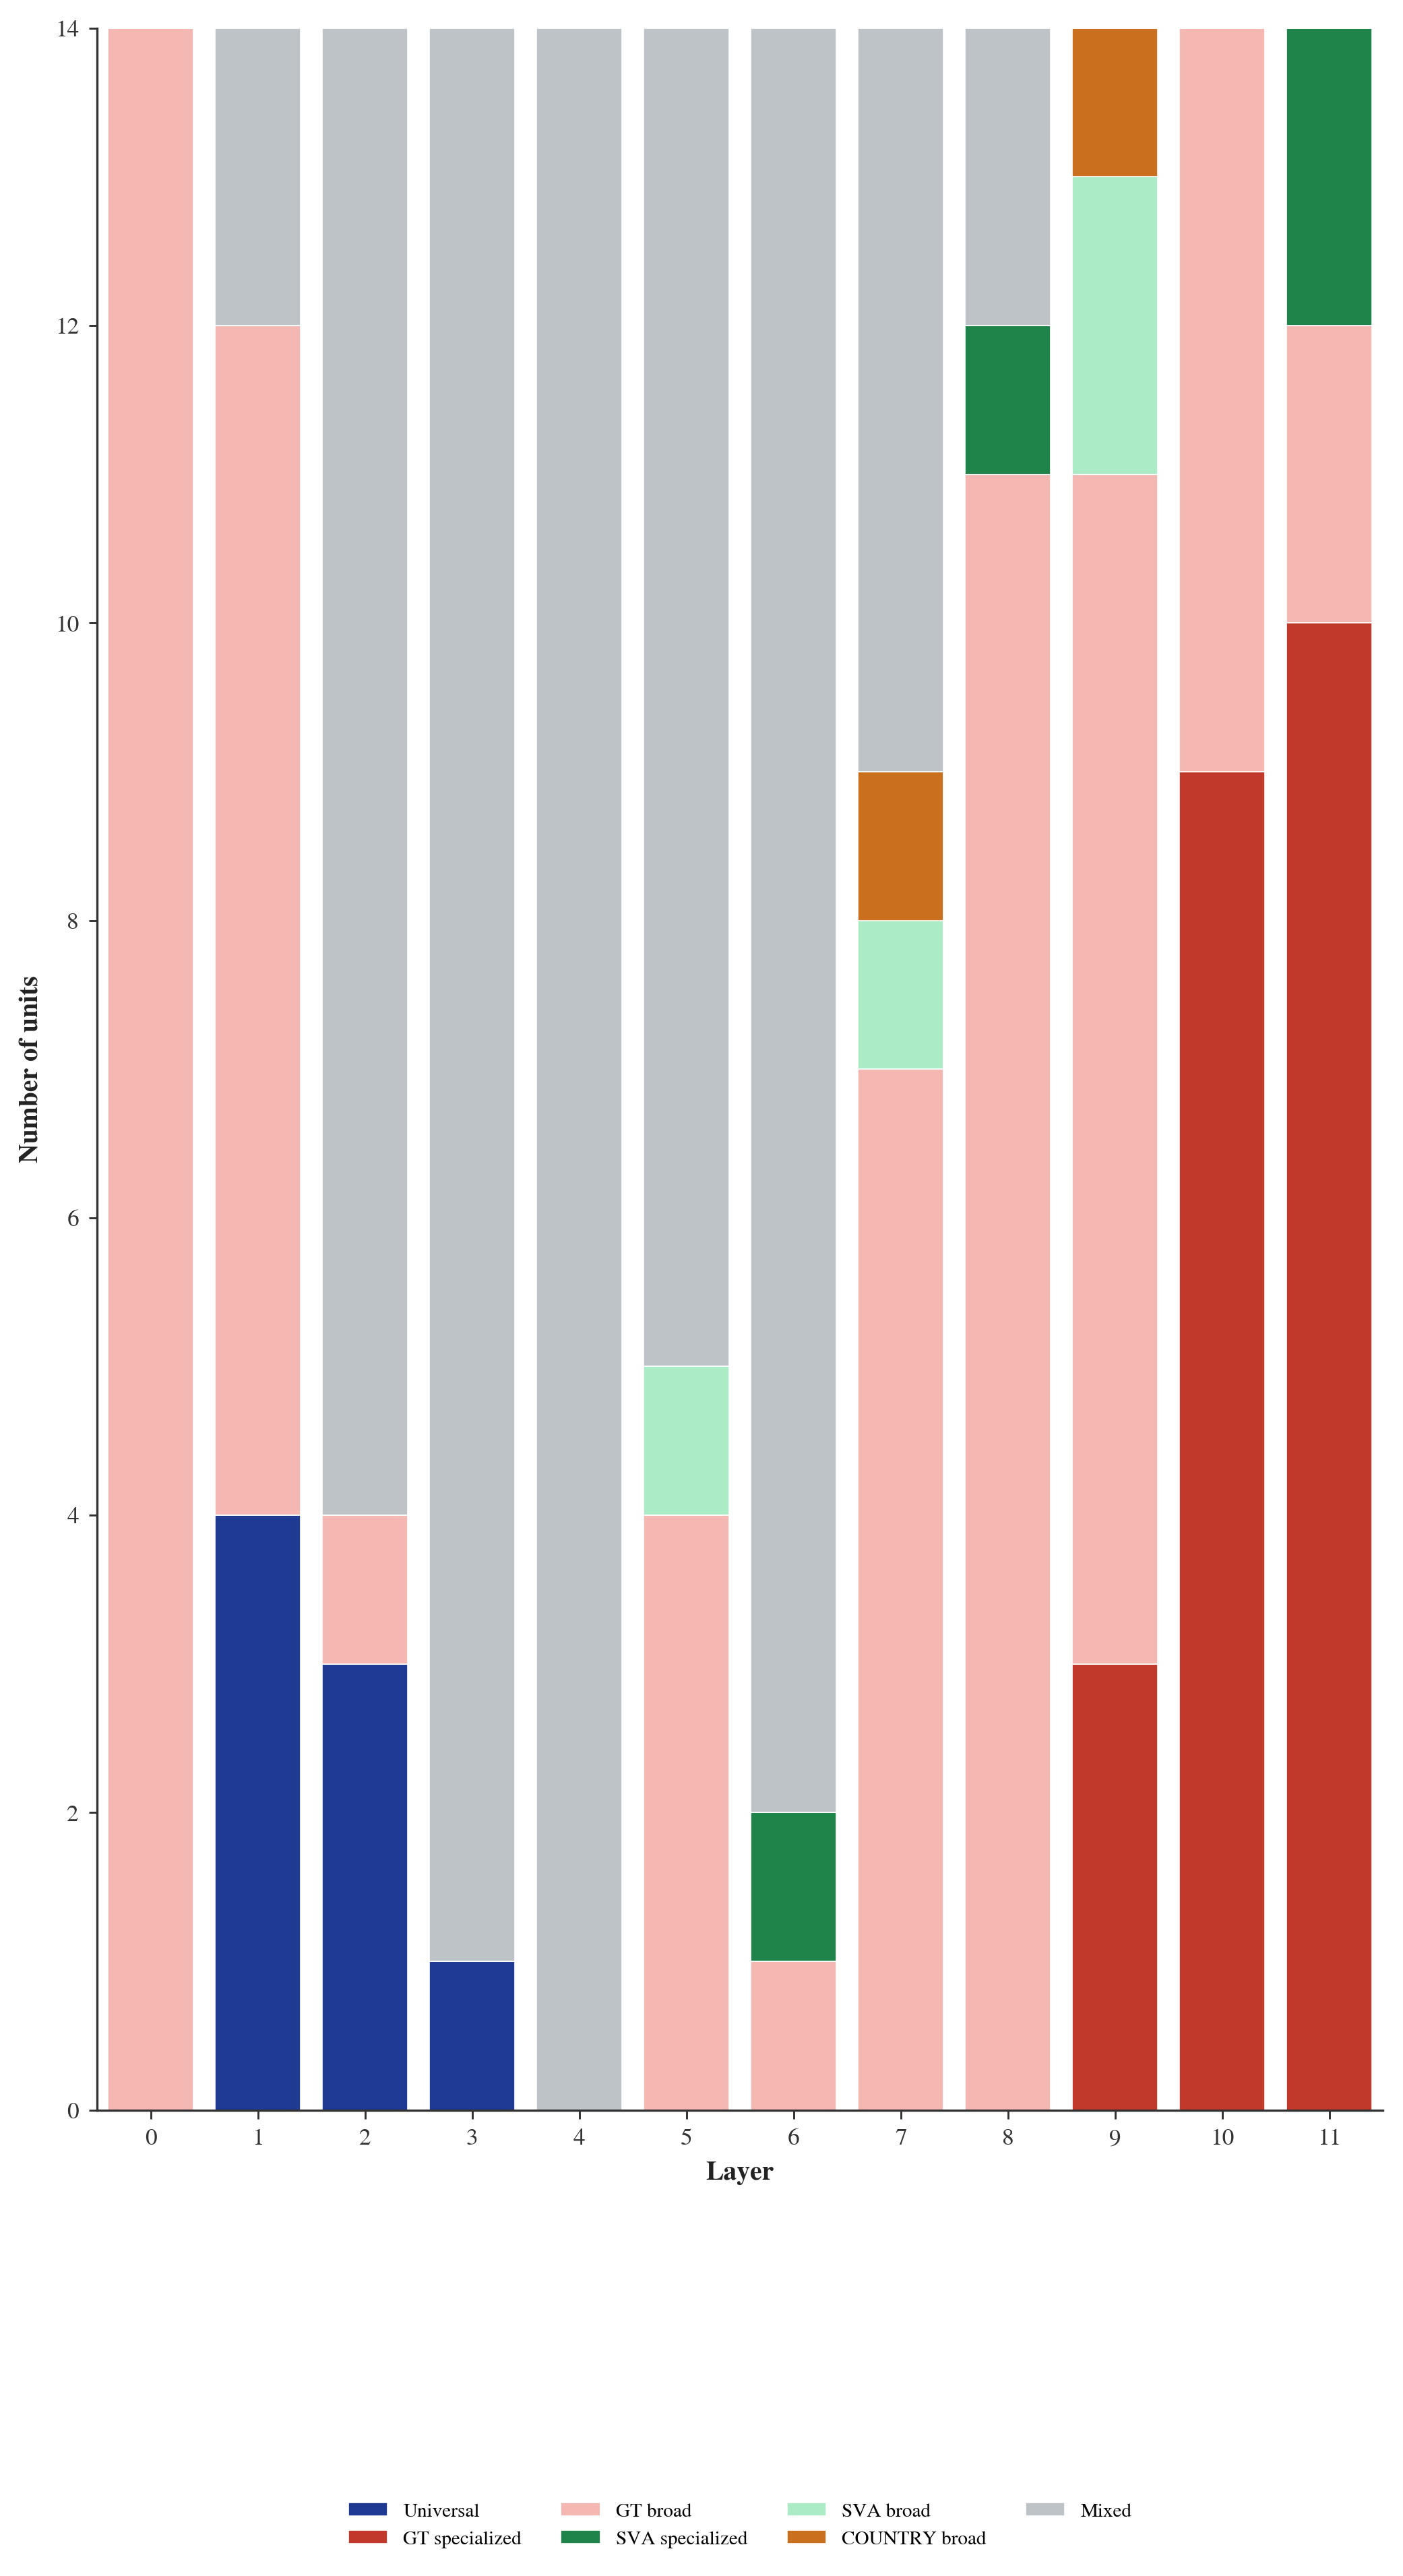 14
12
10
8
6
4
2
0
Number of units
0 1 2 3 4 5 6 7 8 9 10 11
Layer
Universal GT broad SVA broad Mixed
GT specialized SVA specialized COUNTRY broad